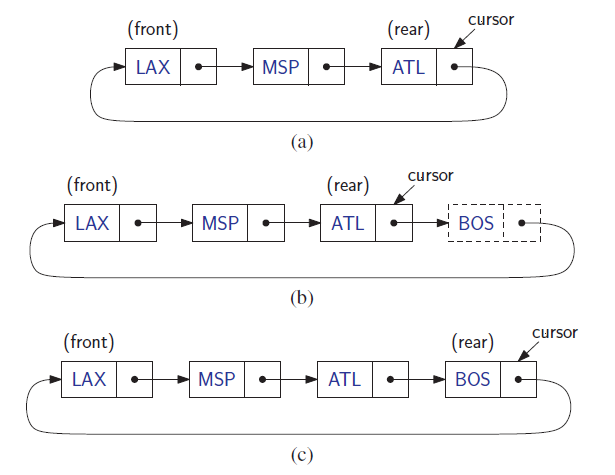 cursor
(front) (rear)
LAX MSP ATL
(a)
cursor
(front) (rear)
LAX MSP ATL BOS
(b)
cursor
(front) (rear)
LAX MSP ATL BOS
(c)